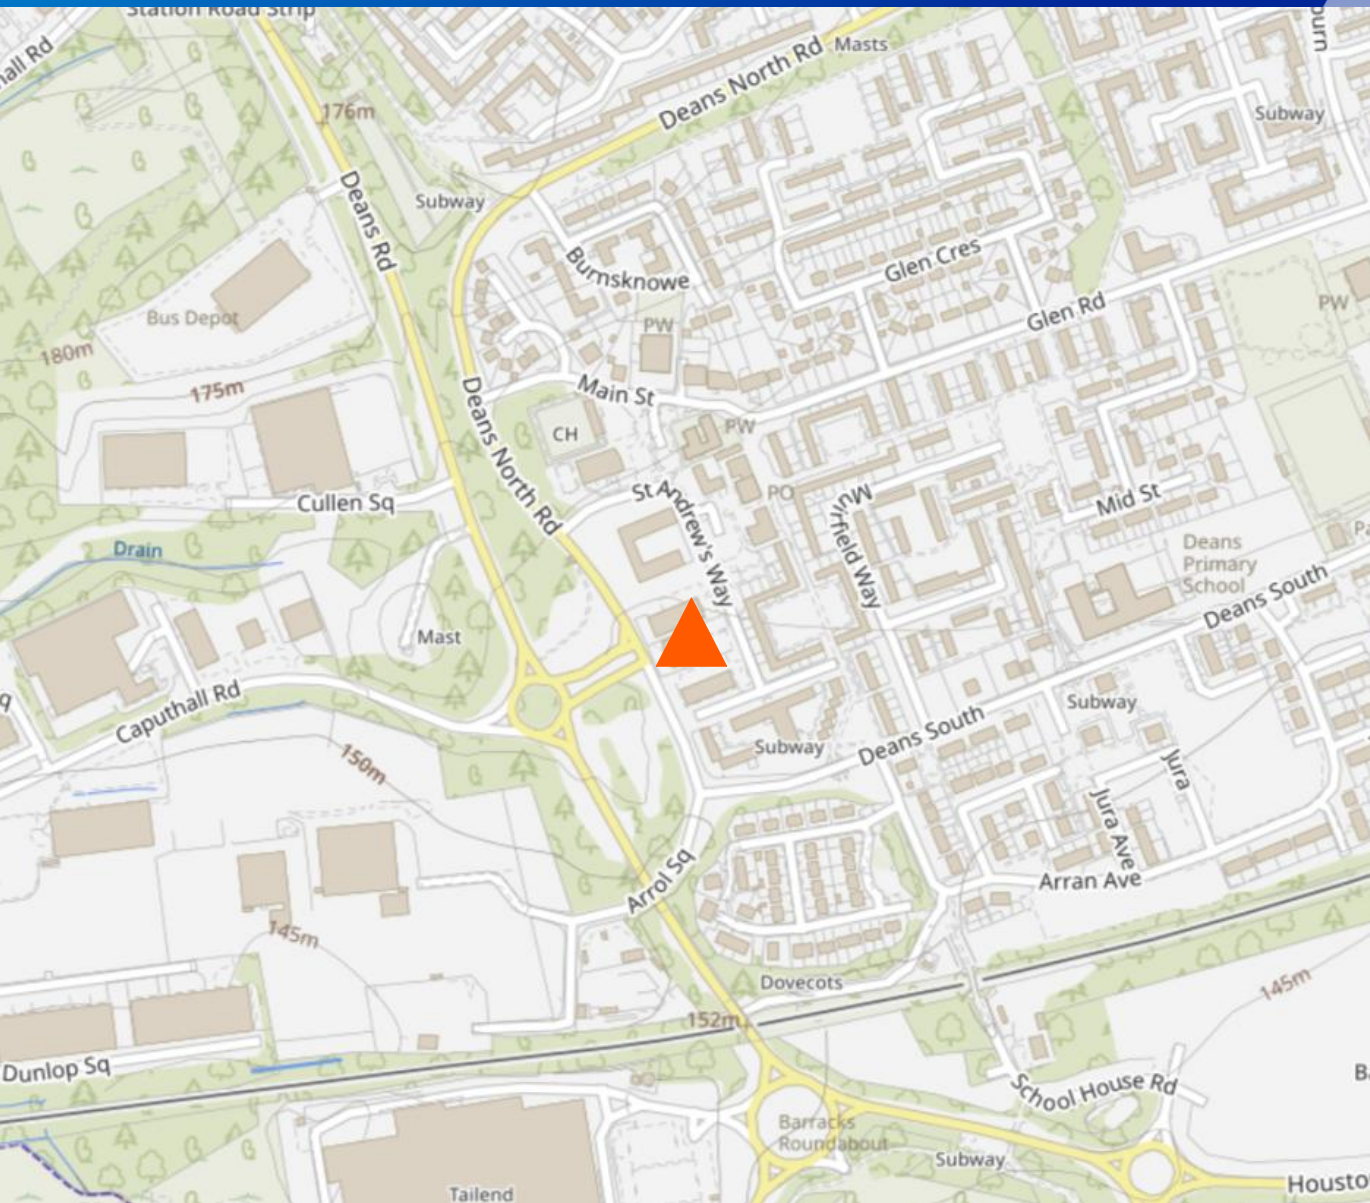 Station Road Strip
Deans North Rd
Masts
176m
Subway
Subway
Deans Rd
Burnsknowe
Glen Cres
Glen Rd
Bus Depot
PW
PW
180m
175m
Main St
CH
PW
Deans North Rd
Cullen Sq
St Andrew's Way
PO
Muirfield Way
Mid St
Drain
Deans
Primary
School
Deans South
Mast
Caputhall Rd
Subway
Subway
Deans South
150m
Jura
Jura Ave
Arrol Sq
Arran Ave
145m
Dovecots
145m
152m
Dunlop Sq
School House Rd
Barracks
Roundabout
Subway
Tailend